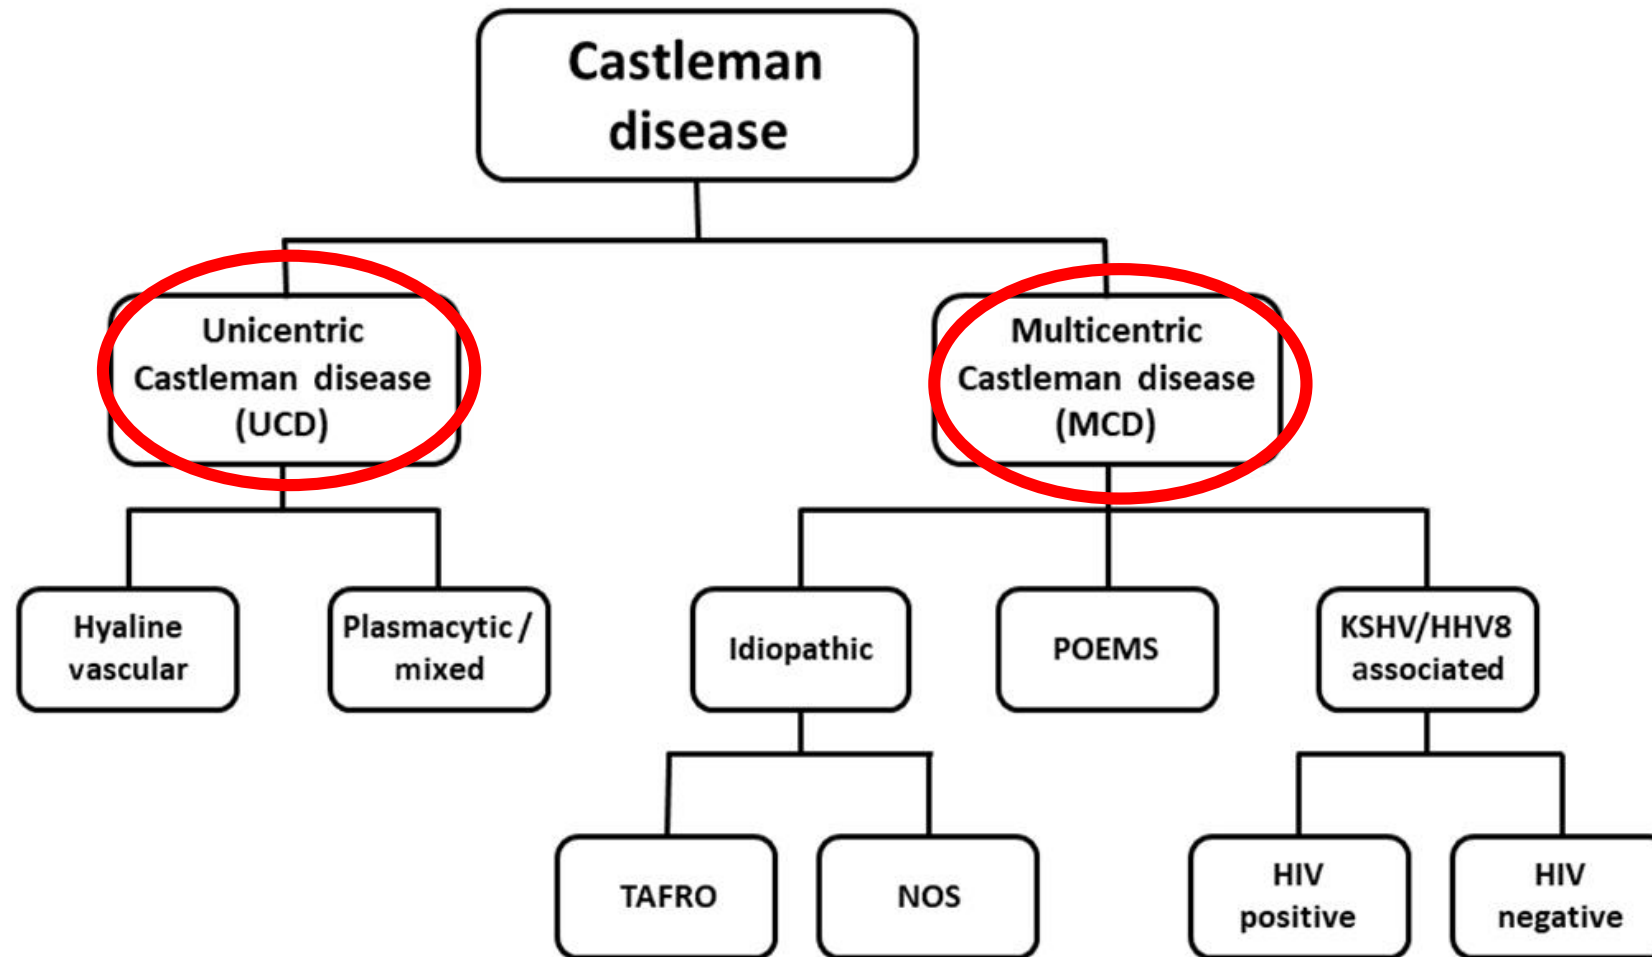 Castleman
disease
Unicentric
Castleman disease
(UCD)
Multicentric
Castleman disease
(MCD)
Hyaline
vascular
Plasmacytic /
mixed
Idiopathic
POEMS
KSHV/HHV8
associated
TAFRO
NOS
HIV
positive
HIV
negative